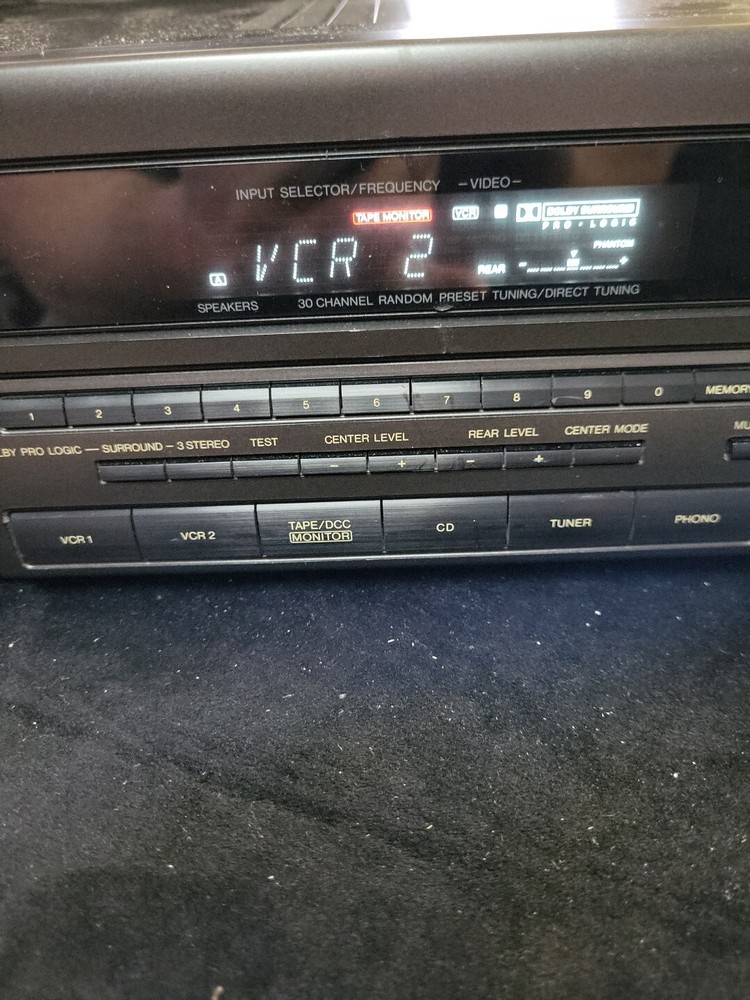 INPUT SELECTOR/FREQUENCY –VIDEO–
TAPE MONITOR VCR DOLBY SURROUND
PRO·LOGIC
VCR 2
PHANTOM
A REAR – +
SPEAKERS 30 CHANNEL RANDOM PRESET TUNING/DIRECT TUNING
1 2 3 4 5 6 7 8 9 0 MEMORY
LBY PRO LOGIC — SURROUND – 3 STEREO TEST CENTER LEVEL REAR LEVEL CENTER MODE MU
– + – +
VCR 1 VCR 2 TAPE/DCC MONITOR CD TUNER PHONO